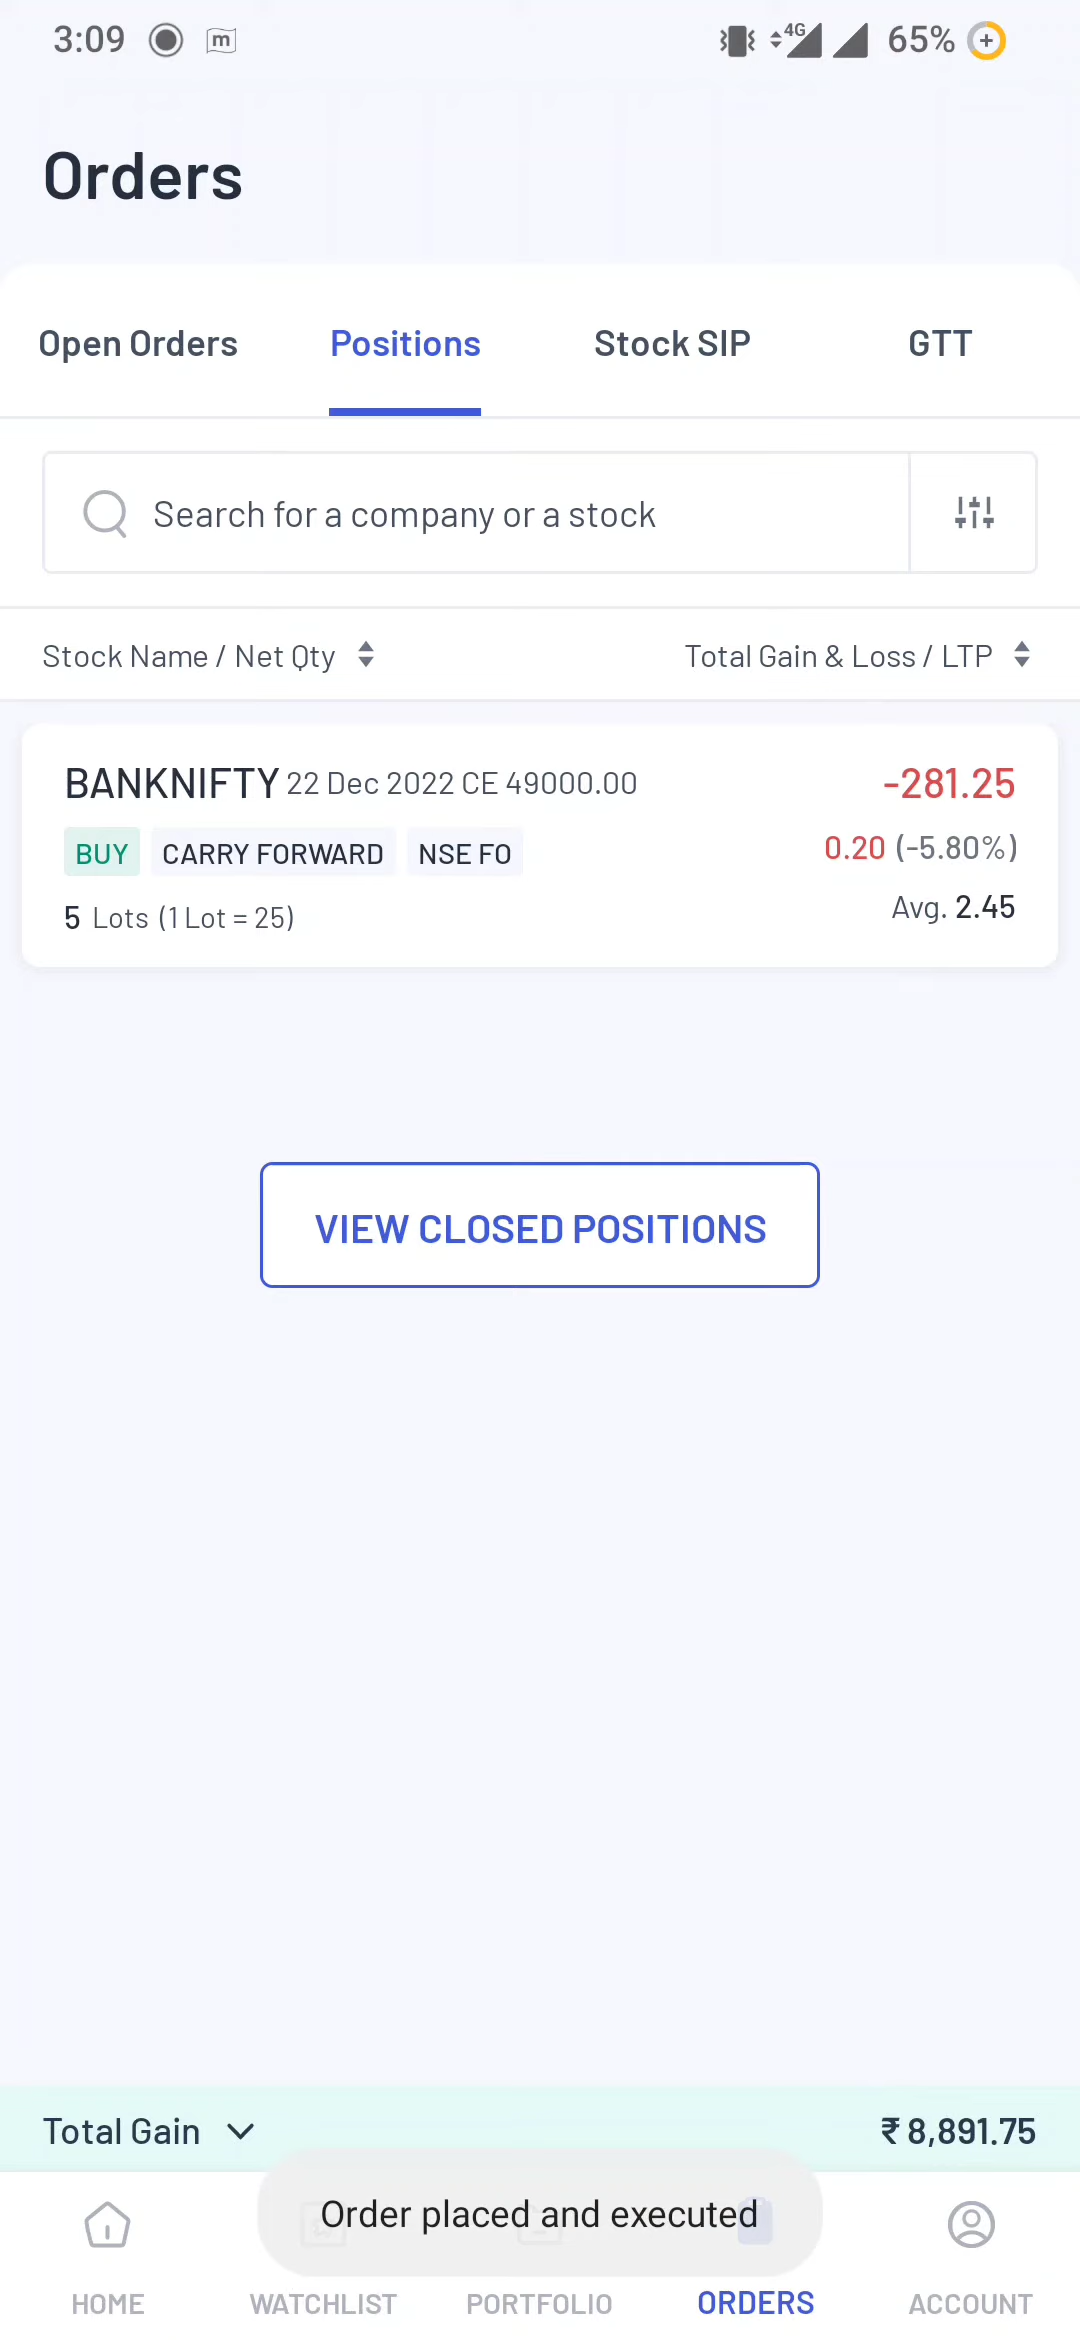 3:09 m 4G 65%
Orders
Open Orders Positions Stock SIP GTT
Search for a company or a stock
Stock Name / Net Qty Total Gain & Loss / LTP
BANKNIFTY 22 Dec 2022 CE 49000.00 -281.25
BUY CARRY FORWARD NSE FO 0.20 (-5.80%)
5 Lots (1 Lot = 25) Avg. 2.45
VIEW CLOSED POSITIONS
Total Gain ₹ 8,891.75
Order placed and executed
HOME WATCHLIST PORTFOLIO ORDERS ACCOUNT